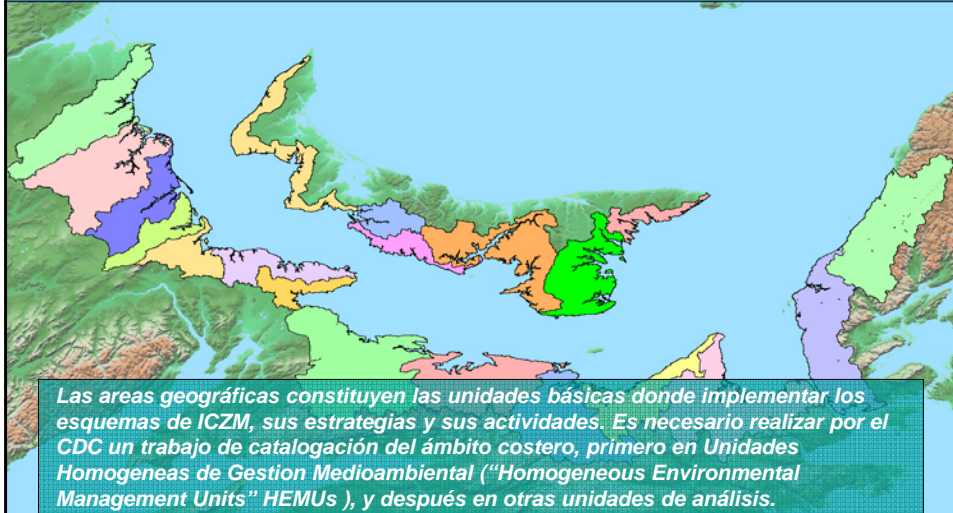 Las areas geográficas constituyen las unidades básicas donde implementar los
esquemas de ICZM, sus estrategias y sus actividades. Es necesario realizar por el
CDC un trabajo de catalogación del ámbito costero, primero en Unidades
Homogeneas de Gestion Medioambiental (“Homogeneous Environmental
Management Units” HEMUs ), y después en otras unidades de análisis.